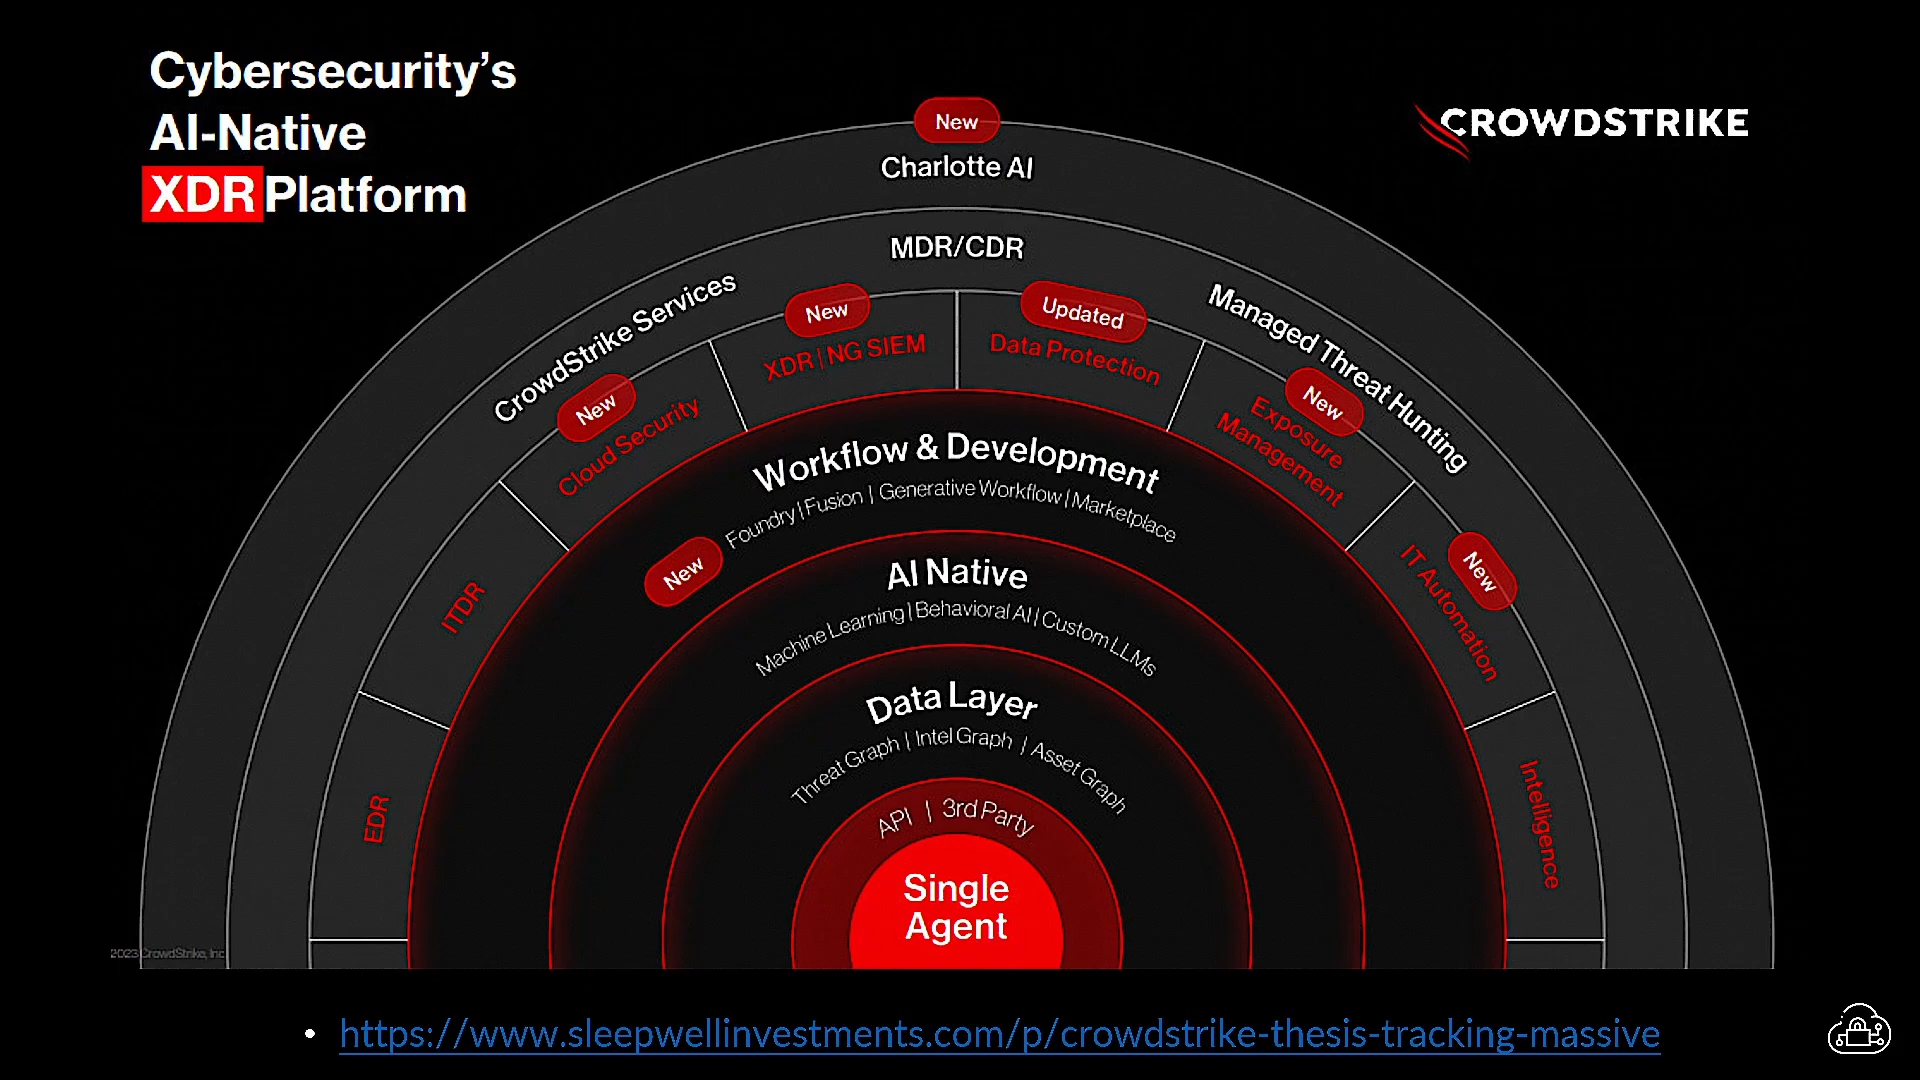 Cybersecurity’s
AI-Native
XDR Platform
CROWDSTRIKE
New
Charlotte AI
MDR/CDR
CrowdStrike Services
Managed Threat Hunting
EDR
ITDR
New
Cloud Security
New
XDR | NG SIEM
Updated
Data Protection
New
Exposure
Management
New
IT Automation
Intelligence
Workflow & Development
Foundry | Fusion | Generative Workflow | Marketplace
New
AI Native
Machine Learning | Behavioral AI | Custom LLMs
Data Layer
Threat Graph | Intel Graph | Asset Graph
API | 3rd Party
Single
Agent
2023 CrowdStrike, Inc.
• https://www.sleepwellinvestments.com/p/crowdstrike-thesis-tracking-massive